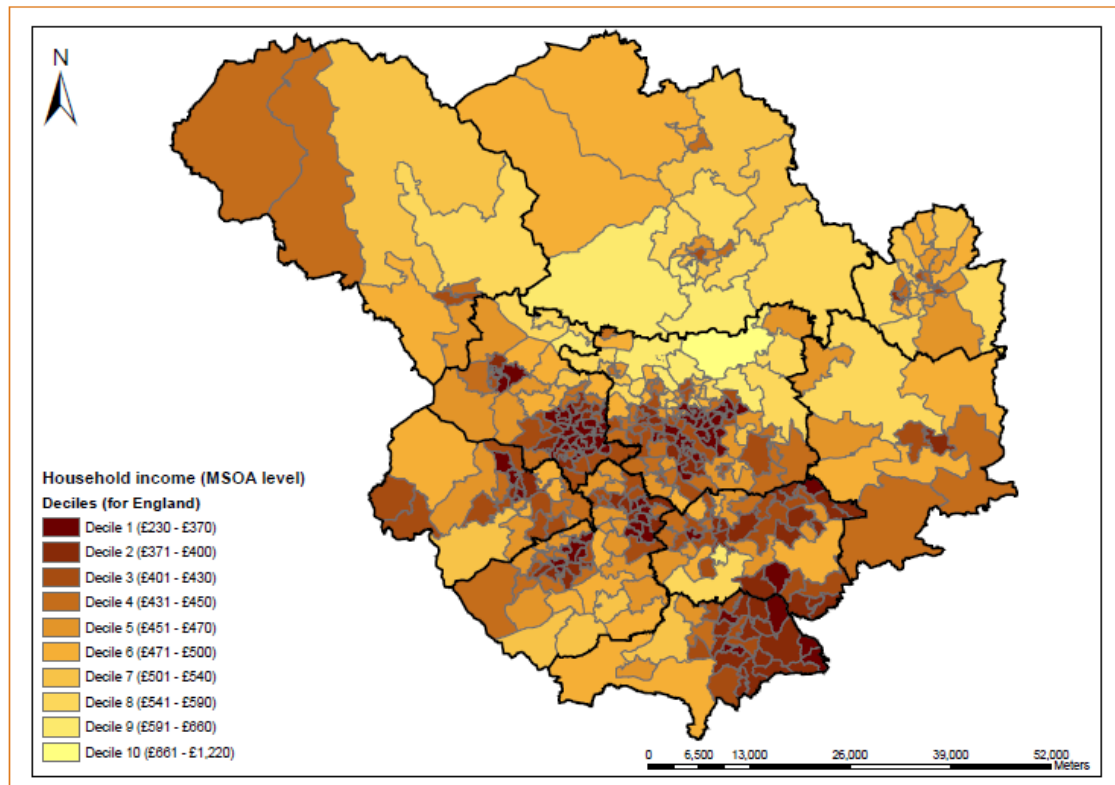 N
Household income (MSOA level)
Deciles (for England)
Decile 1 (£230 - £370)
Decile 2 (£371 - £400)
Decile 3 (£401 - £430)
Decile 4 (£431 - £450)
Decile 5 (£451 - £470)
Decile 6 (£471 - £500)
Decile 7 (£501 - £540)
Decile 8 (£541 - £590)
Decile 9 (£591 - £660)
Decile 10 (£661 - £1,220)
0 6,500 13,000 26,000 39,000 52,000
Meters